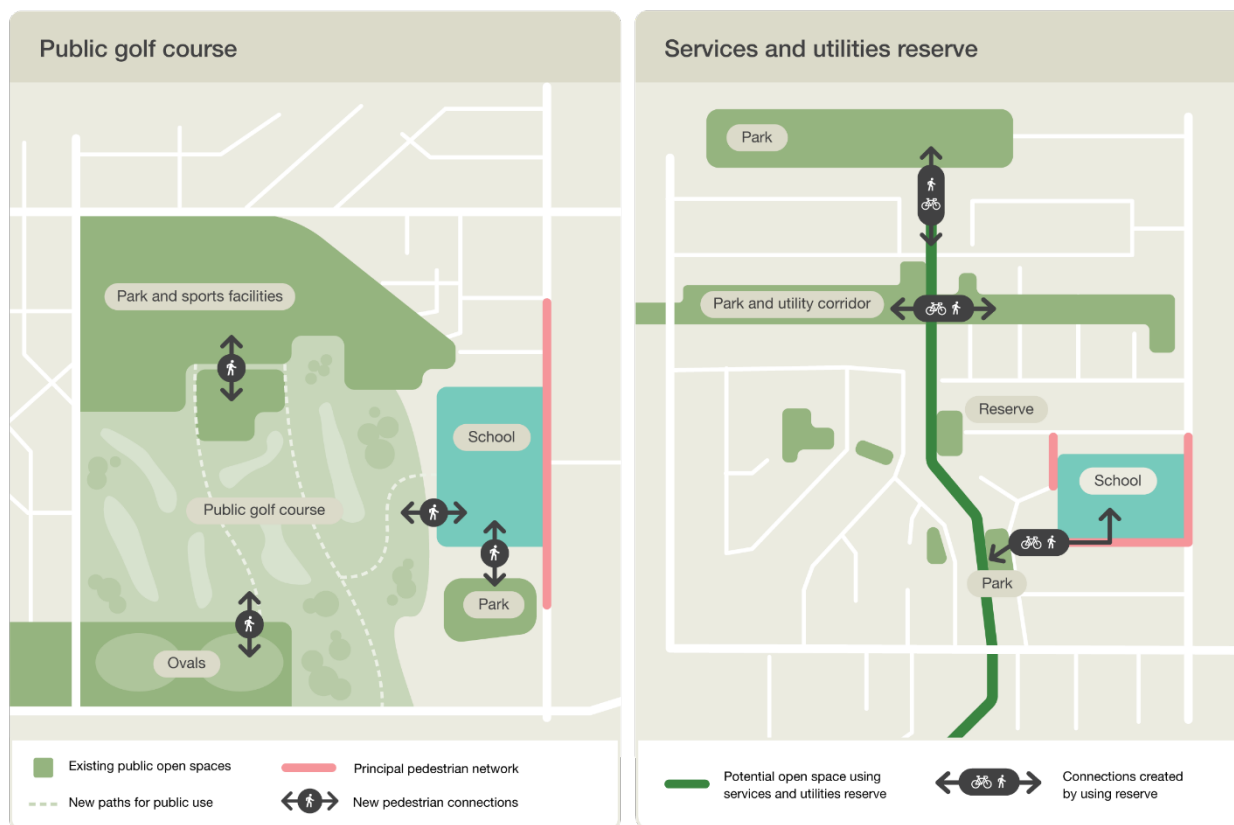 Public golf course
Park and sports facilities
School
Public golf course
Park
Ovals
Existing public open spaces
Principal pedestrian network
New paths for public use
New pedestrian connections
Services and utilities reserve
Park
Park and utility corridor
Reserve
School
Park
Potential open space using
services and utilities reserve
Connections created
by using reserve